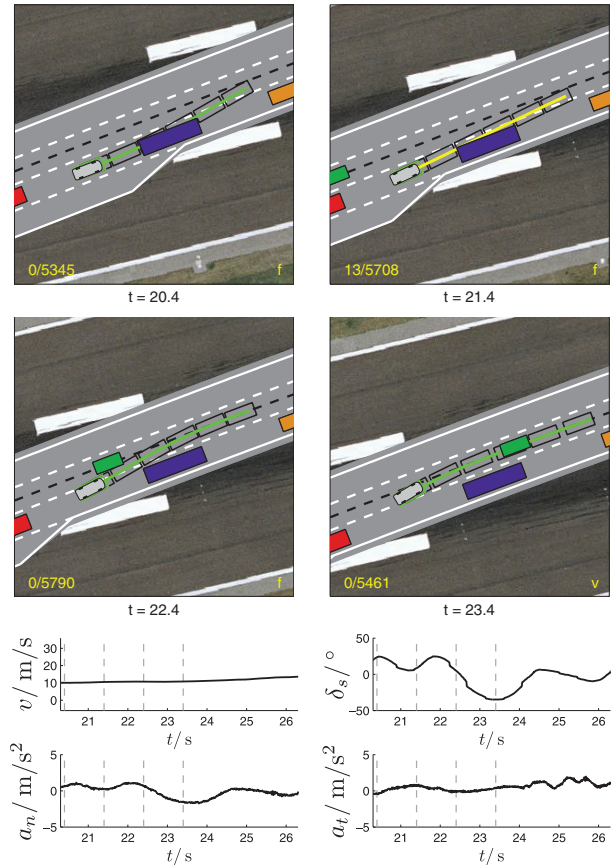 0/5345 f
13/5708 f
t = 20.4
t = 21.4
0/5790 f
0/5461 v
t = 22.4
t = 23.4
v/ m/s
30
20
10
0
21 22 23 24 25 26
t/ s
δs/ °
50
0
−50
21 22 23 24 25 26
t/ s
an/ m/s²
5
0
−5
21 22 23 24 25 26
t/ s
at/ m/s²
5
0
−5
21 22 23 24 25 26
t/ s